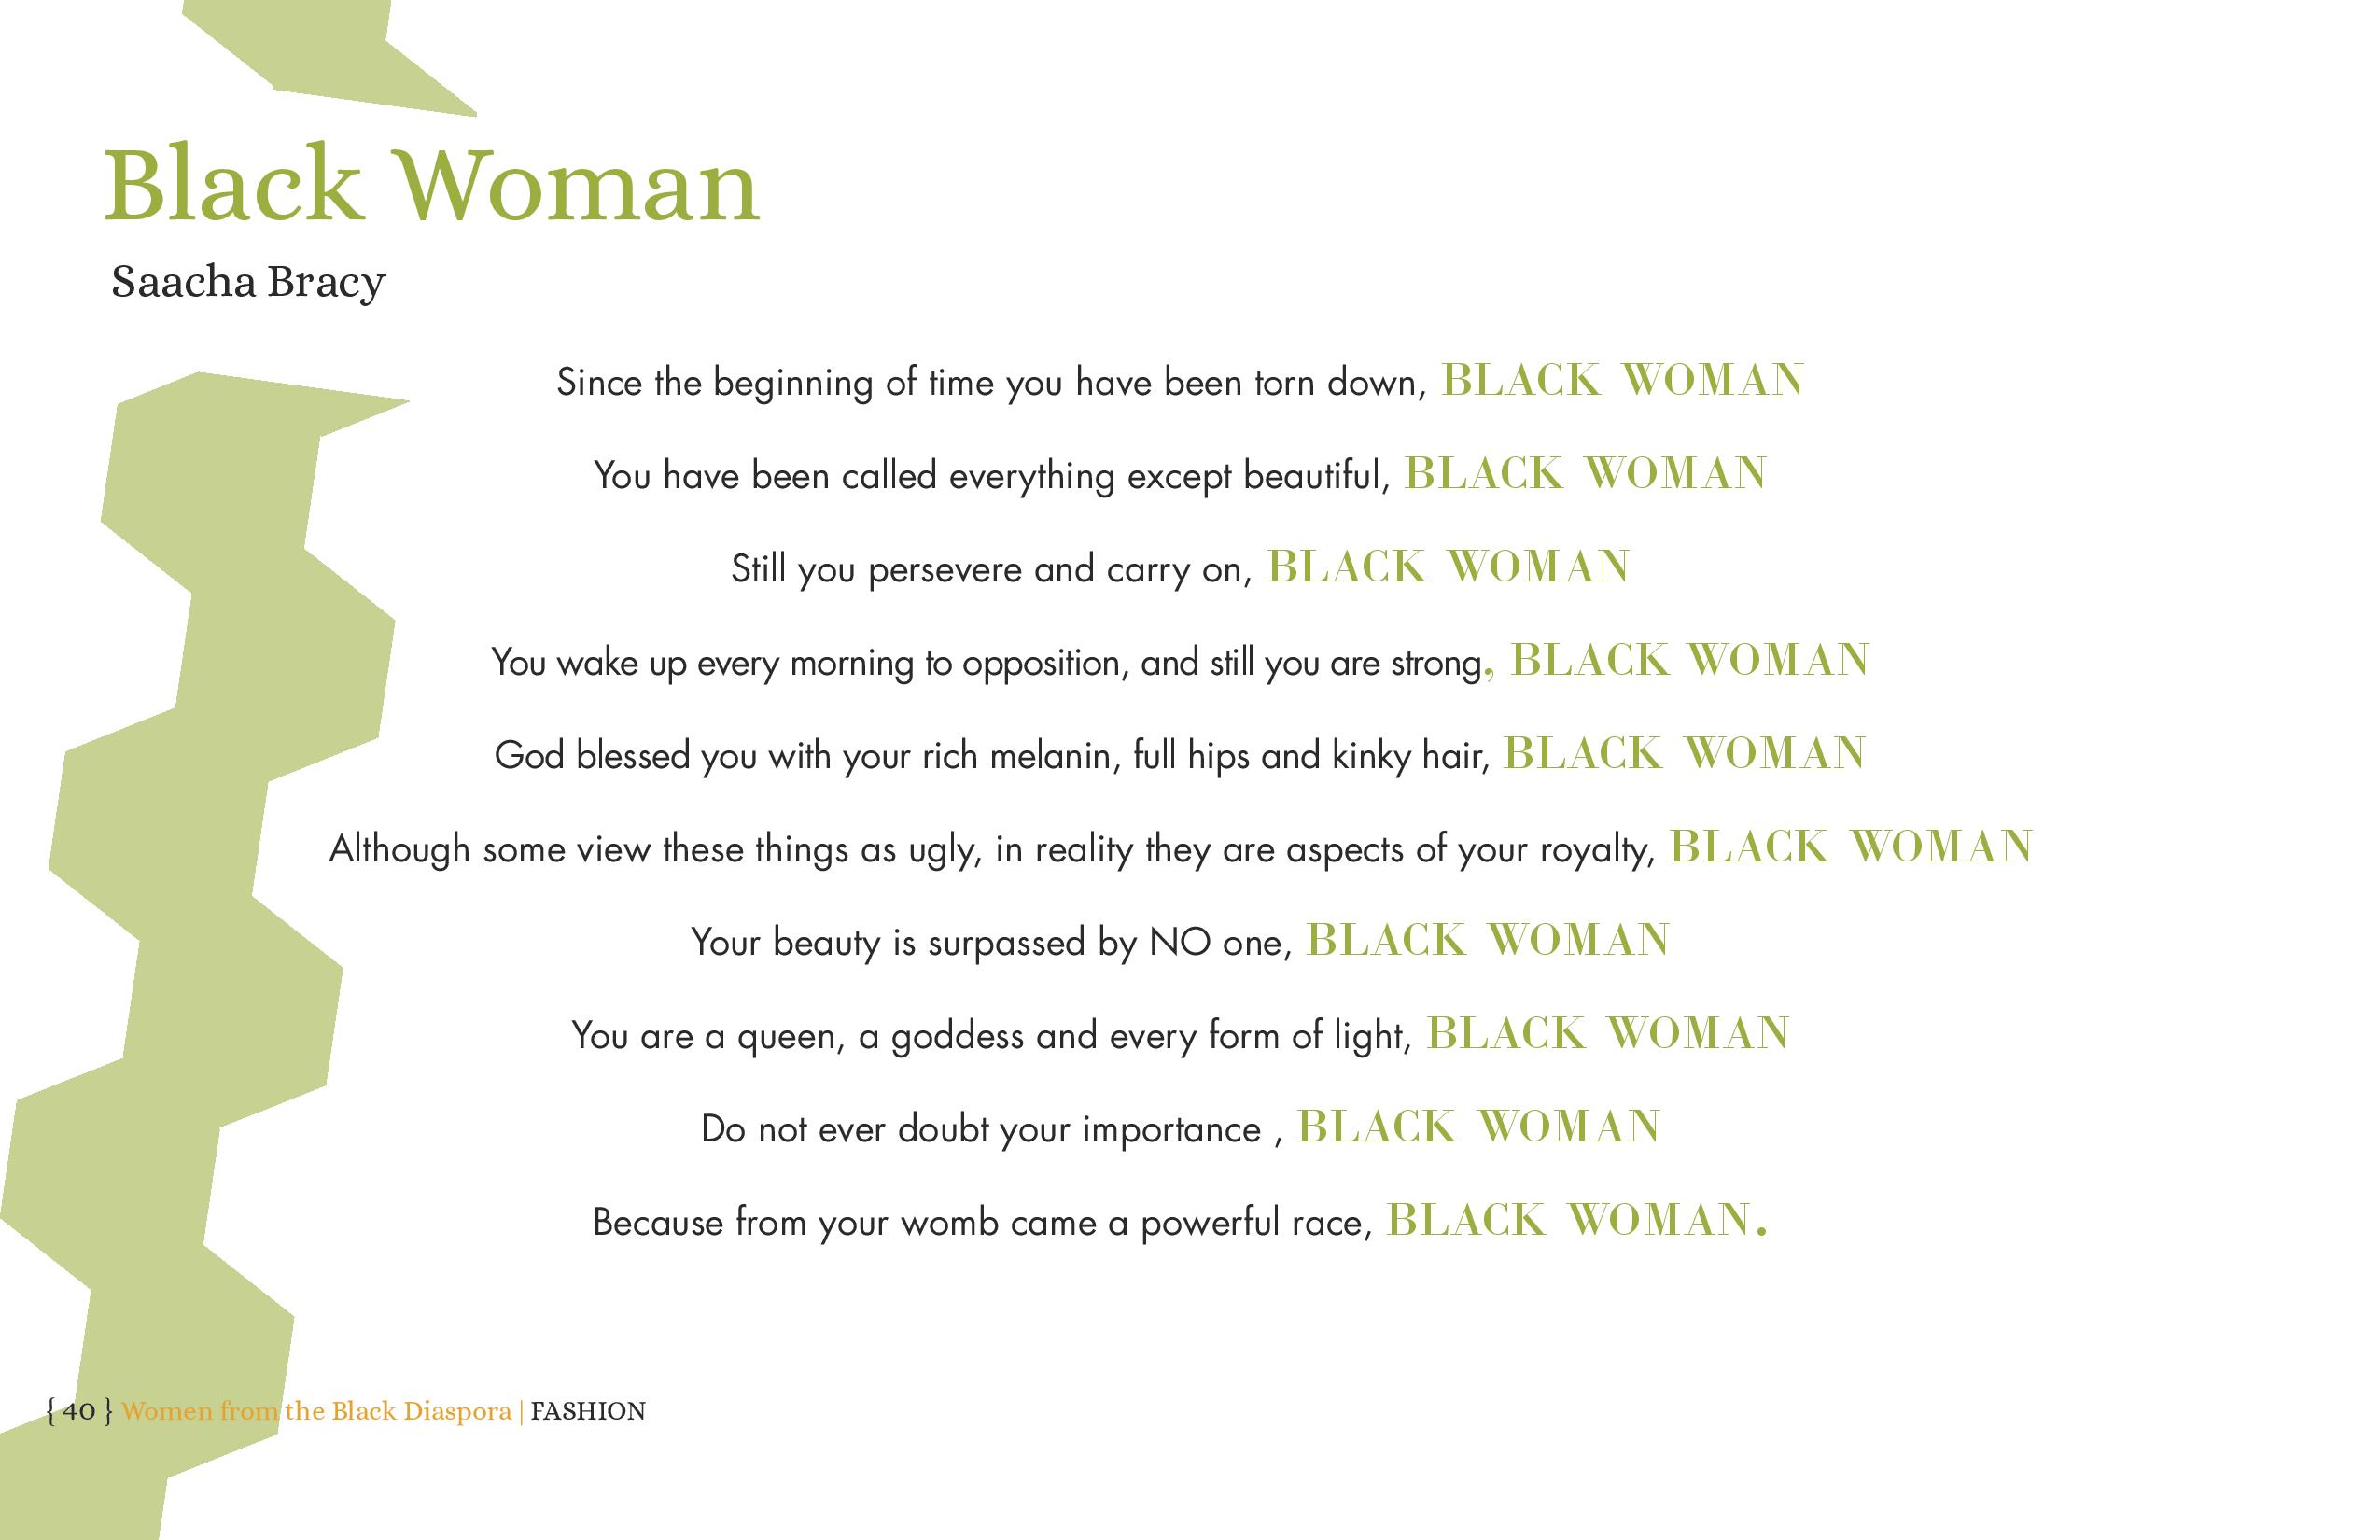 Black Woman
Saacha Bracy
Since the beginning of time you have been torn down, BLACK WOMAN
You have been called everything except beautiful, BLACK WOMAN
Still you persevere and carry on, BLACK WOMAN
You wake up every morning to opposition, and still you are strong, BLACK WOMAN
God blessed you with your rich melanin, full hips and kinky hair, BLACK WOMAN
Although some view these things as ugly, in reality they are aspects of your royalty, BLACK WOMAN
Your beauty is surpassed by NO one, BLACK WOMAN
You are a queen, a goddess and every form of light, BLACK WOMAN
Do not ever doubt your importance , BLACK WOMAN
Because from your womb came a powerful race, BLACK WOMAN.
{ 40 } Women from the Black Diaspora | FASHION